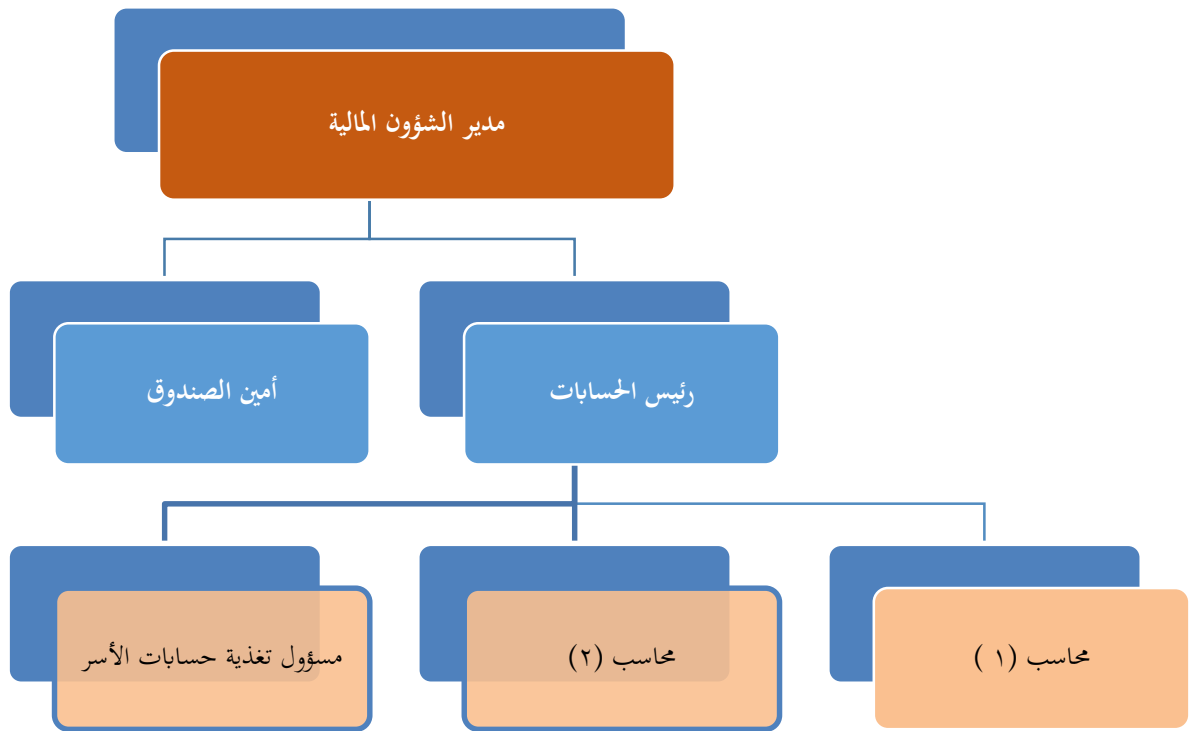 مدير الشؤون المالية
رئيس الحسابات
أمين الصندوق
محاسب (١ )
محاسب (٢)
مسؤول تغذية حسابات الأسر